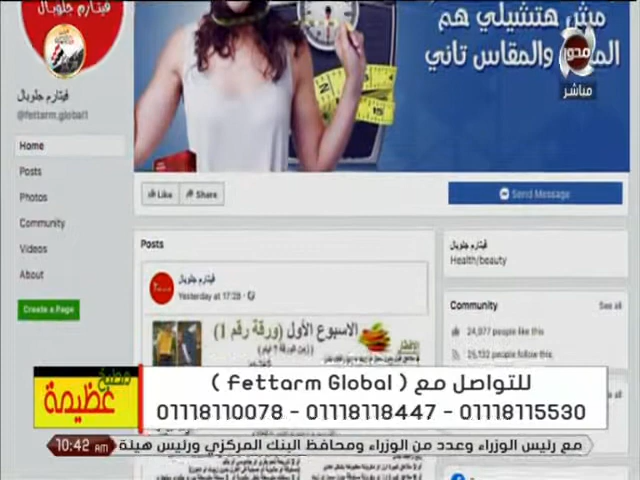 فيتارم جلوبال
مش هتشيلي هم
والمقاس تاني
محور
مباشر
فيتارم جلوبال
@fettarm.global1
Home
Posts
Photos
Community
Videos
About
Create a Page
Like
Share
Send Message
Posts
فيتارم جلوبال
Yesterday at 17:28
الاسبوع الأول (ورقة رقم 1)
فيتارم جلوبال
Health/beauty
Community
See all
24,977 people like this
25,132 people follow this
مطبخ
عظيمة
للتواصل مع ( Fettarm Global )
01118110078 - 01118118447 - 01118115530
10:42 AM
مع رئيس الوزراء وعدد من الوزراء ومحافظ البنك المركزي ورئيس هيئة